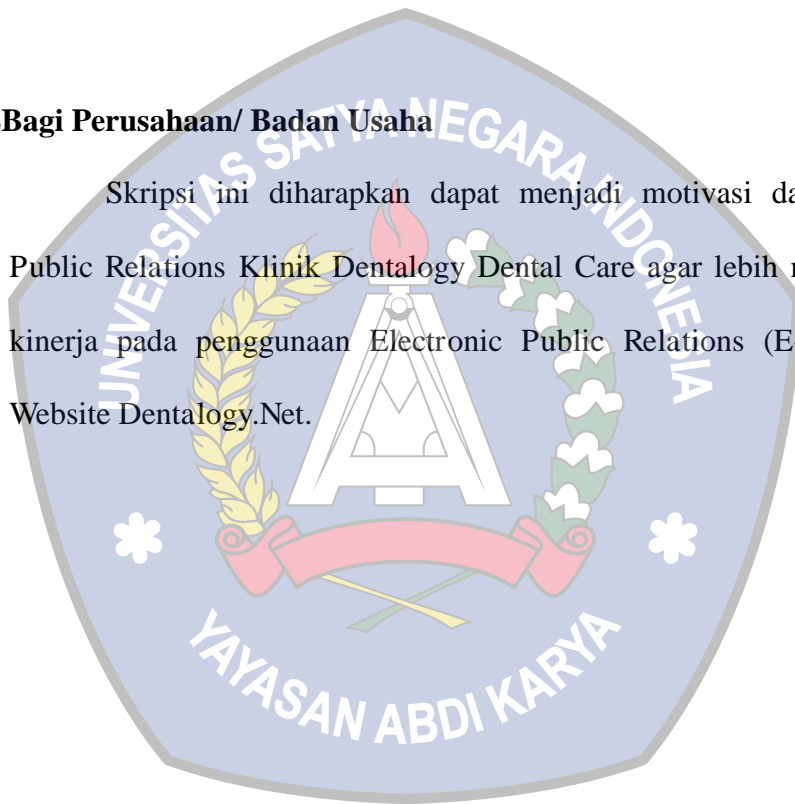 Bagi Perusahaan/ Badan Usaha
Skripsi ini diharapkan dapat menjadi motivasi
Public Relations Klinik Dentalogy Dental Care agar lebih
kinerja pada penggunaan Electronic Public Relations
Website Dentalogy.Net.
UNIVERSITAS SATYA NEGARA INDONESIA
YAYASAN ABDI KARYA